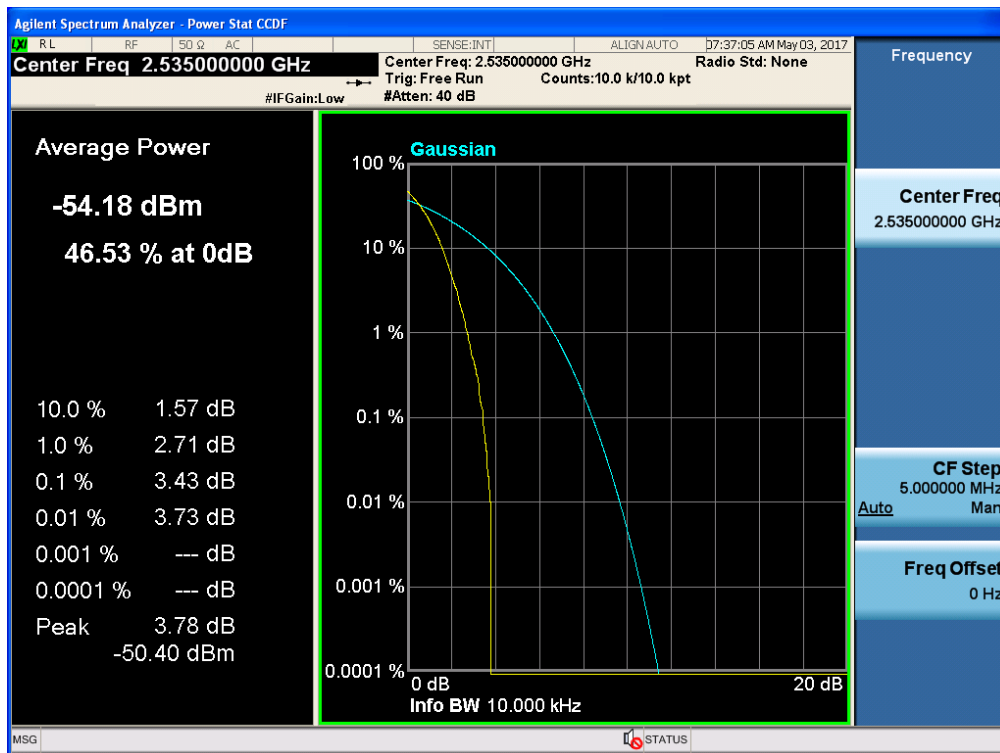 Agilent Spectrum Analyzer - Power Stat CCDF
LXI RL RF 50 Ω AC SENSE:INT ALIGN AUTO 07:37:05 AM May 03, 2017
Center Freq 2.535000000 GHz
Center Freq: 2.535000000 GHz Radio Std: None
Trig: Free Run Counts:10.0 k/10.0 kpt
#IFGain:Low #Atten: 40 dB
Average Power
-54.18 dBm
46.53 % at 0dB
10.0 % 1.57 dB
1.0 % 2.71 dB
0.1 % 3.43 dB
0.01 % 3.73 dB
0.001 % --- dB
0.0001 % --- dB
Peak 3.78 dB
-50.40 dBm
Gaussian
100 %
10 %
1 %
0.1 %
0.01 %
0.001 %
0.0001 %
0 dB 20 dB
Info BW 10.000 kHz
Frequency
Center Freq
2.535000000 GHz
CF Step
5.000000 MHz
Auto Man
Freq Offset
0 Hz
MSG STATUS